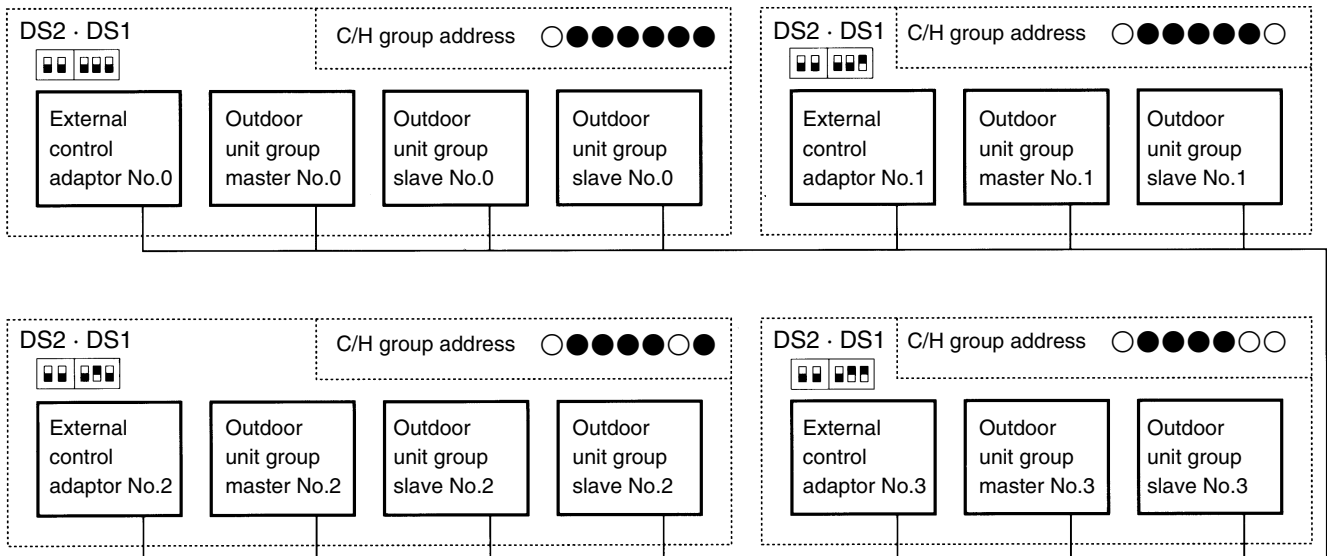 DS2 · DS1
C/H group address
External
control
adaptor No.0
Outdoor
unit group
master No.0
Outdoor
unit group
slave No.0
Outdoor
unit group
slave No.0
DS2 · DS1
C/H group address
External
control
adaptor No.1
Outdoor
unit group
master No.1
Outdoor
unit group
slave No.1
DS2 · DS1
C/H group address
External
control
adaptor No.2
Outdoor
unit group
master No.2
Outdoor
unit group
slave No.2
Outdoor
unit group
slave No.2
DS2 · DS1
C/H group address
External
control
adaptor No.3
Outdoor
unit group
master No.3
Outdoor
unit group
slave No.3